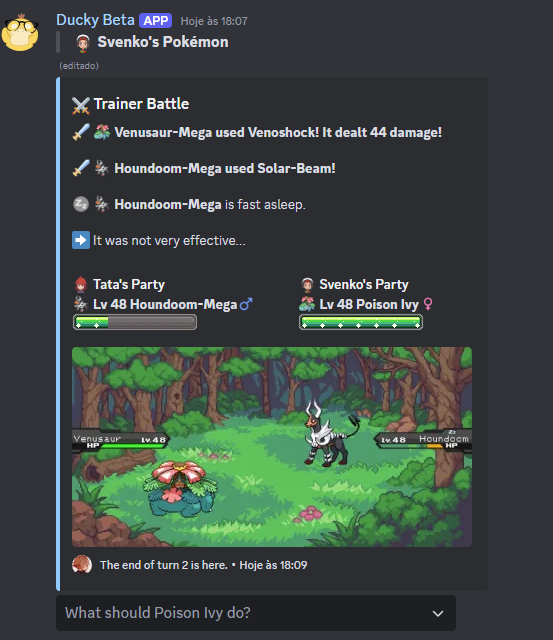 Ducky Beta APP Hoje às 18:07
Svenko's Pokémon
(editado)
Trainer Battle
Venusaur-Mega used Venoshock! It dealt 44 damage!
Houndoom-Mega used Solar-Beam!
Houndoom-Mega is fast asleep.
It was not very effective...
Tata's Party
Lv 48 Houndoom-Mega♂
Svenko's Party
Lv 48 Poison Ivy♀
Venusaur Lv.48
HP
Zz
Lv.48 Houndoom
HP
The end of turn 2 is here. • Hoje às 18:09
What should Poison Ivy do?